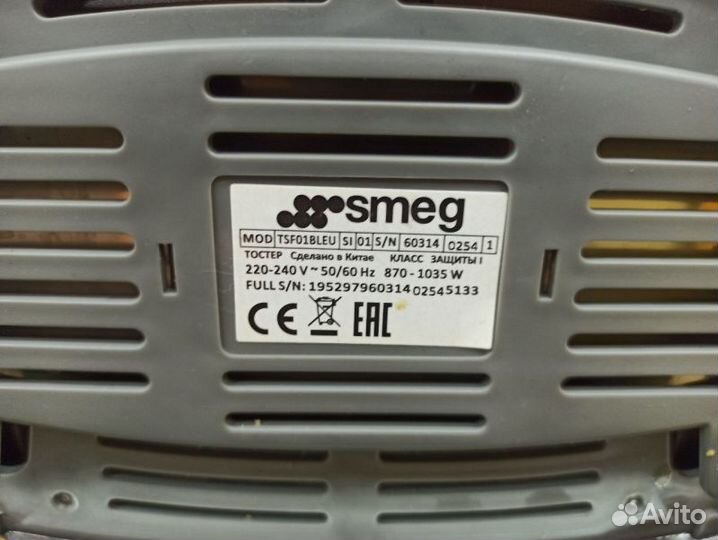 smeg
MOD TSF01BLEU SI 01 S/N 60314 0254 1
ТОСТЕР Сделано в Китае КЛАСС ЗАЩИТЫ I
220-240 V ~ 50/60 Hz 870 - 1035 W
FULL S/N: 195297960314 02545133
CE EAC
Avito